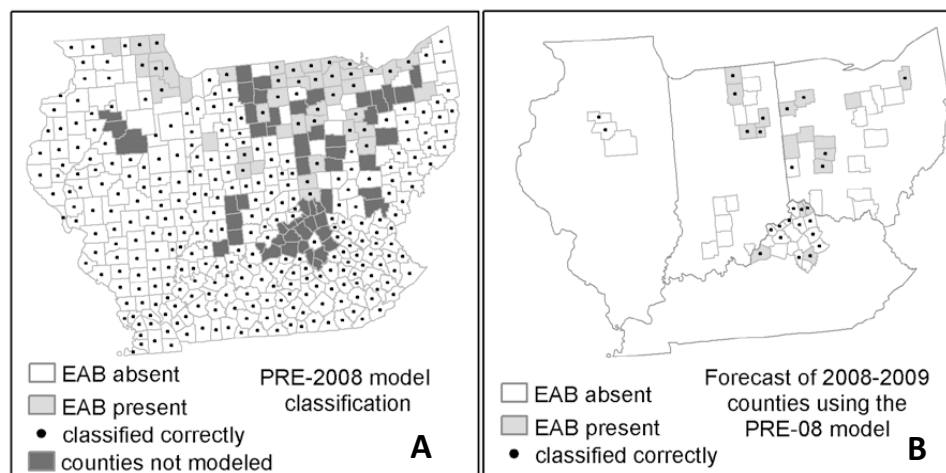 EAB absent
EAB present
classified correctly
counties not modeled
PRE-2008 model
classification
A
EAB absent
EAB present
classified correctly
Forecast of 2008-2009
counties using the
PRE-08 model
B